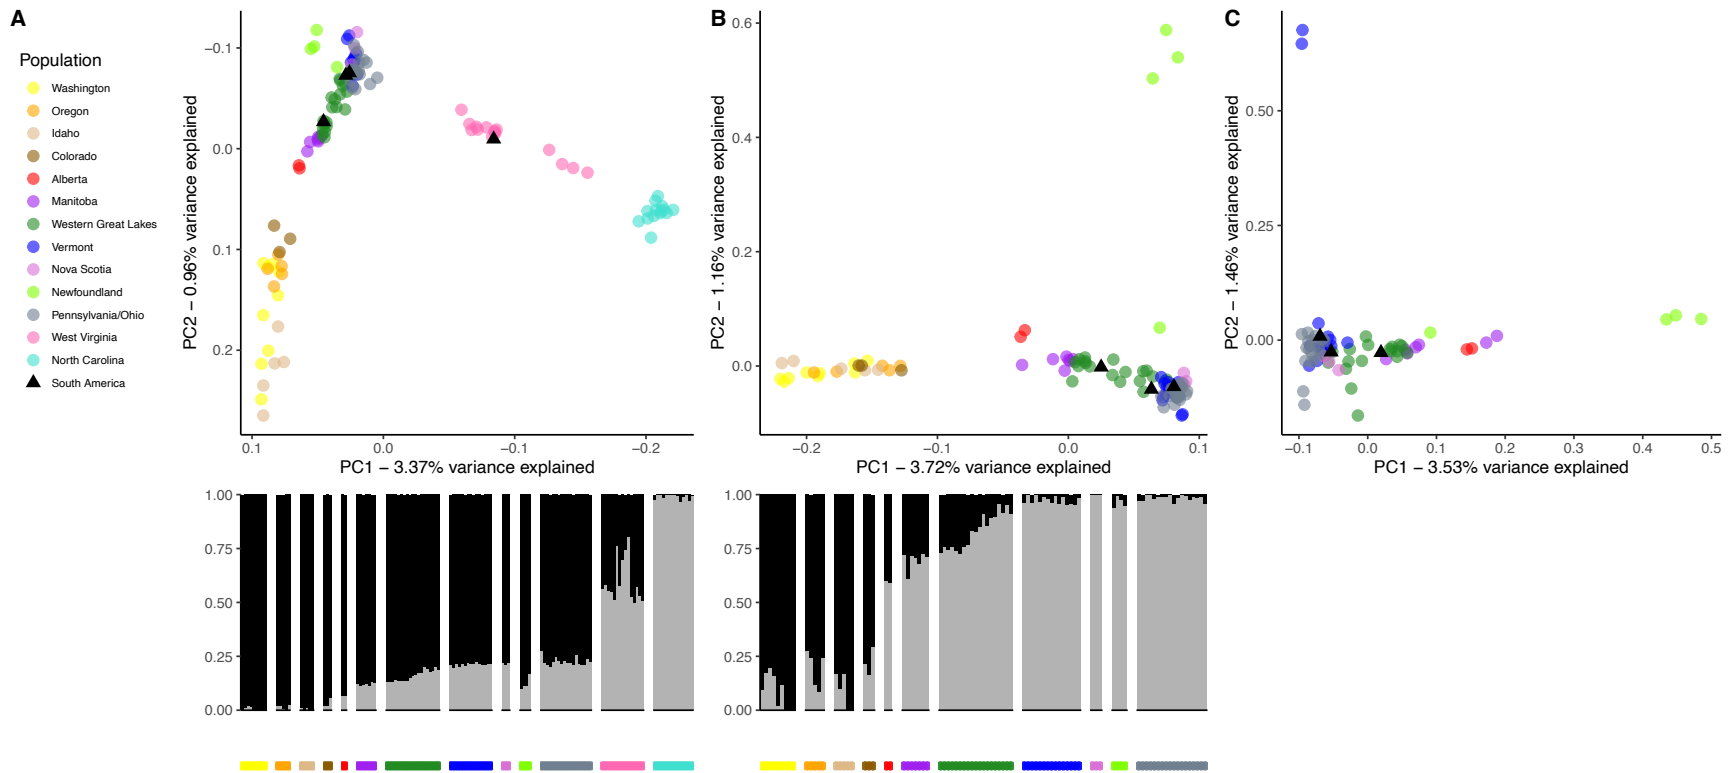 A
Population
Washington
Oregon
Idaho
Colorado
Alberta
Manitoba
Western Great Lakes
Vermont
Nova Scotia
Newfoundland
Pennsylvania/Ohio
West Virginia
North Carolina
South America
PC2 − 0.96% variance explained
−0.1
0.0
0.1
0.2
0.1
0.0
−0.1
−0.2
PC1 − 3.37% variance explained
1.00
0.75
0.50
0.25
0.00
B
PC2 − 1.16% variance explained
0.6
0.4
0.2
0.0
−0.2
−0.1
0.0
0.1
PC1 − 3.72% variance explained
1.00
0.75
0.50
0.25
0.00
C
PC2 − 1.46% variance explained
0.50
0.25
0.00
−0.1
0.0
0.1
0.2
0.3
0.4
0.5
PC1 − 3.53% variance explained